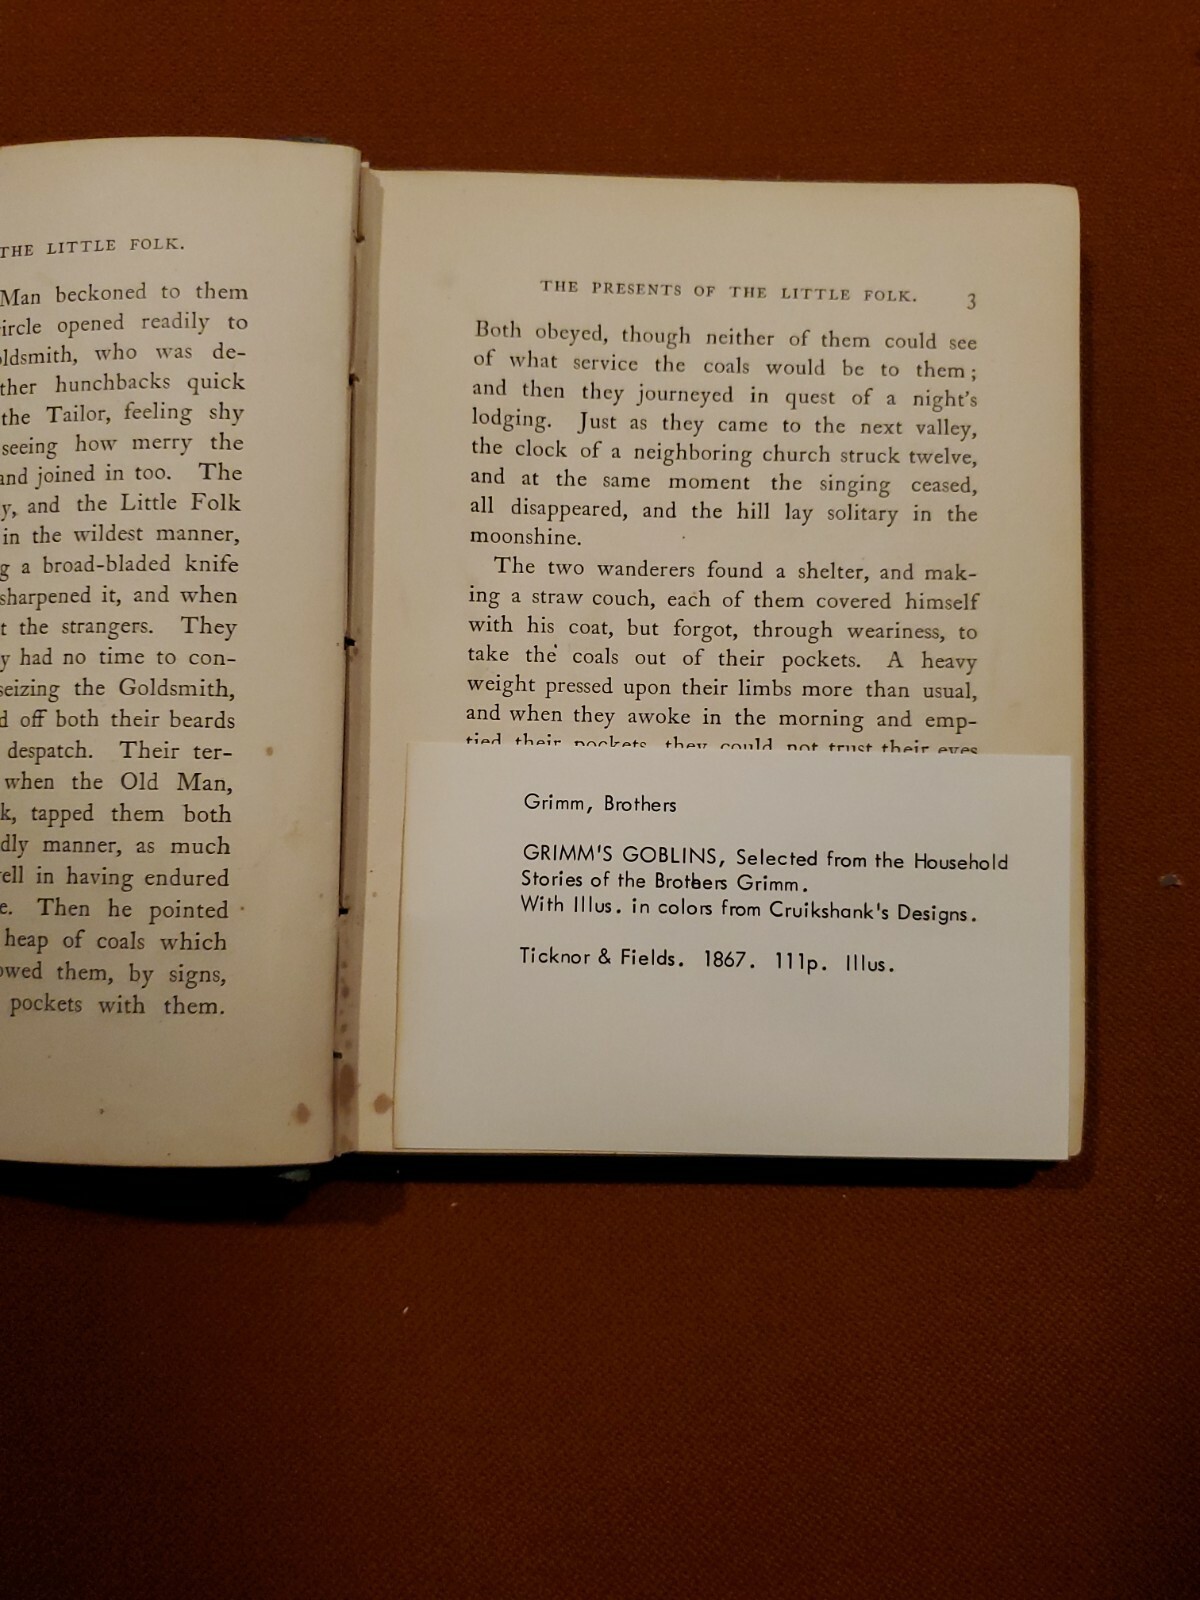 THE LITTLE FOLK.
Man beckoned to them
opened readily to
who was de-
hunchbacks quick
the Tailor, feeling shy
seeing how merry the
and joined in too. The
and the Little Folk
in the wildest manner,
a broad-bladed knife
sharpened it, and when
the strangers. They
had no time to con-
seizing the Goldsmith,
off both their beards
despatch. Their ter-
when the Old Man,
tapped them both
manner, as much
in having endured
Then he pointed
heap of coals which
them, by signs,
pockets with them.
THE PRESENTS OF THE LITTLE FOLK. 3
Both obeyed, though neither of them could see
of what service the coals would be to them;
and then they journeyed in quest of a night's
lodging. Just as they came to the next valley,
the clock of a neighboring church struck twelve,
and at the same moment the singing ceased,
all disappeared, and the hill lay solitary in the
moonshine.
The two wanderers found a shelter, and mak-
ing a straw couch, each of them covered himself
with his coat, but forgot, through weariness, to
take the coals out of their pockets. A heavy
weight pressed upon their limbs more than usual,
and when they awoke in the morning and emp-
tied their pockets, they could not trust their eyes
Grimm, Brothers
GRIMM'S GOBLINS, Selected from the Household
Stories of the Brothers Grimm.
With Illus. in colors from Cruikshank's Designs.
Ticknor & Fields. 1867. 111p. Illus.